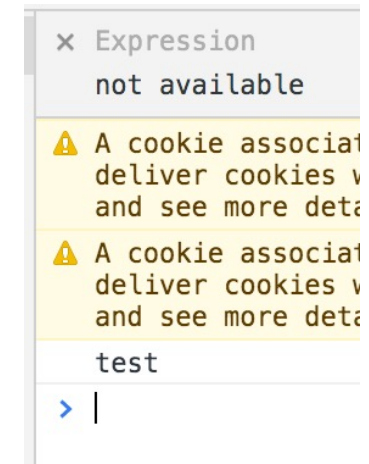 × Expression
not available
A cookie associat
deliver cookies w
and see more deta
A cookie associat
deliver cookies w
and see more deta
test
>